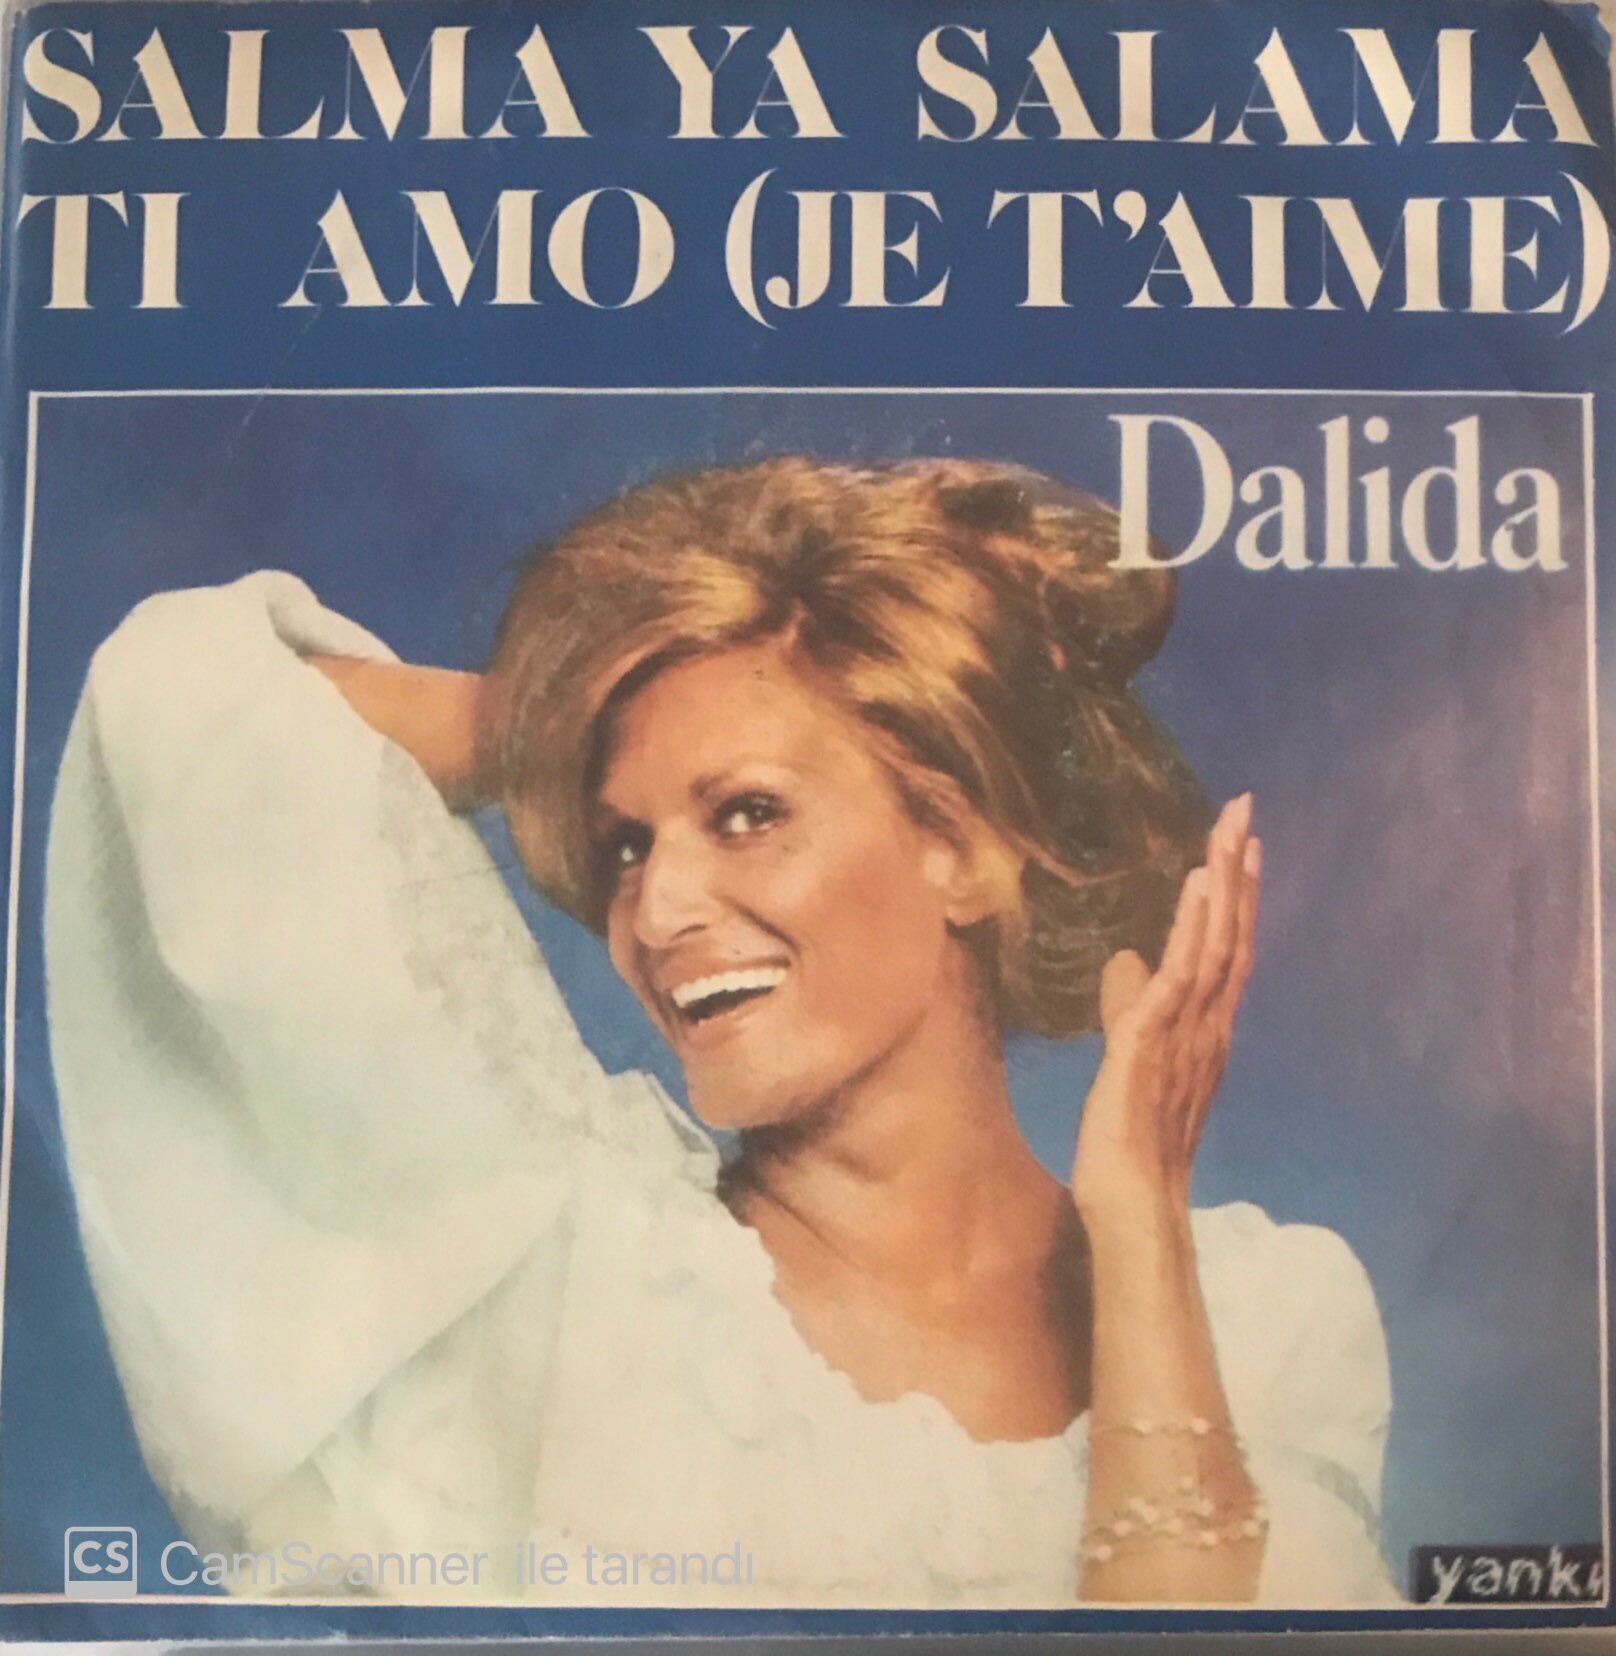 SALMA YA SALAMA
TI AMO (JE T'AIME)
Dalida
yankı
CS CamScanner ile tarandı